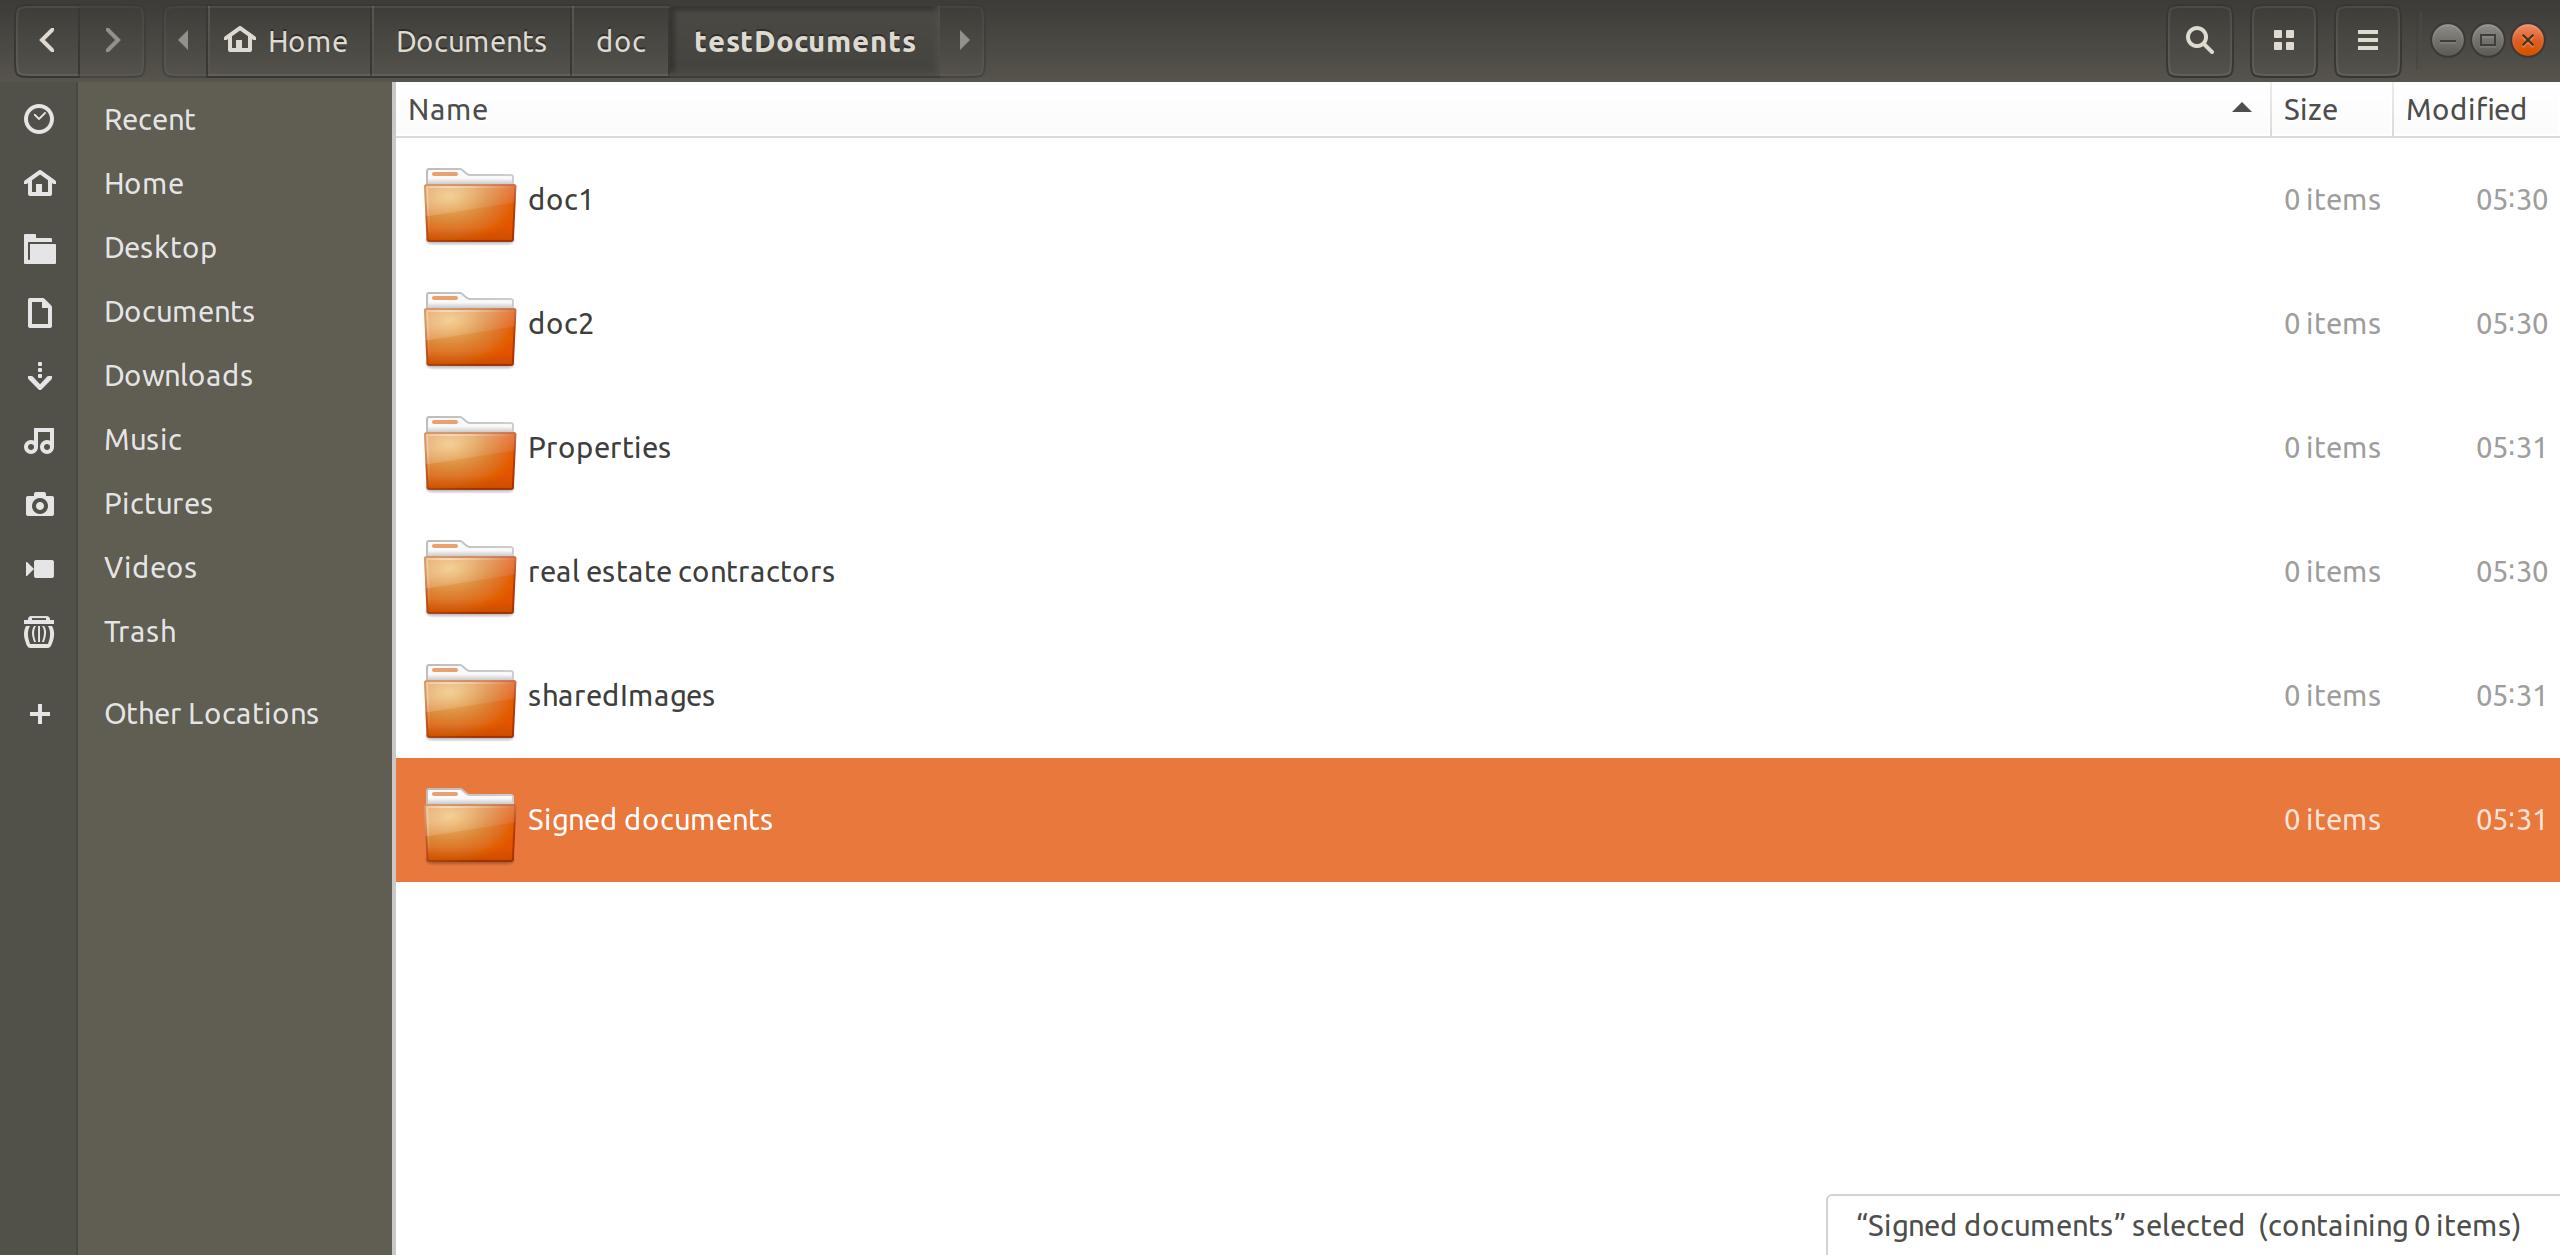 Home Documents doc testDocuments
Name Size Modified
Recent
Home
Desktop
Documents
Downloads
Music
Pictures
Videos
Trash
Other Locations
doc1 0 items 05:30
doc2 0 items 05:30
Properties 0 items 05:31
real estate contractors 0 items 05:30
sharedImages 0 items 05:31
Signed documents 0 items 05:31
“Signed documents” selected (containing 0 items)